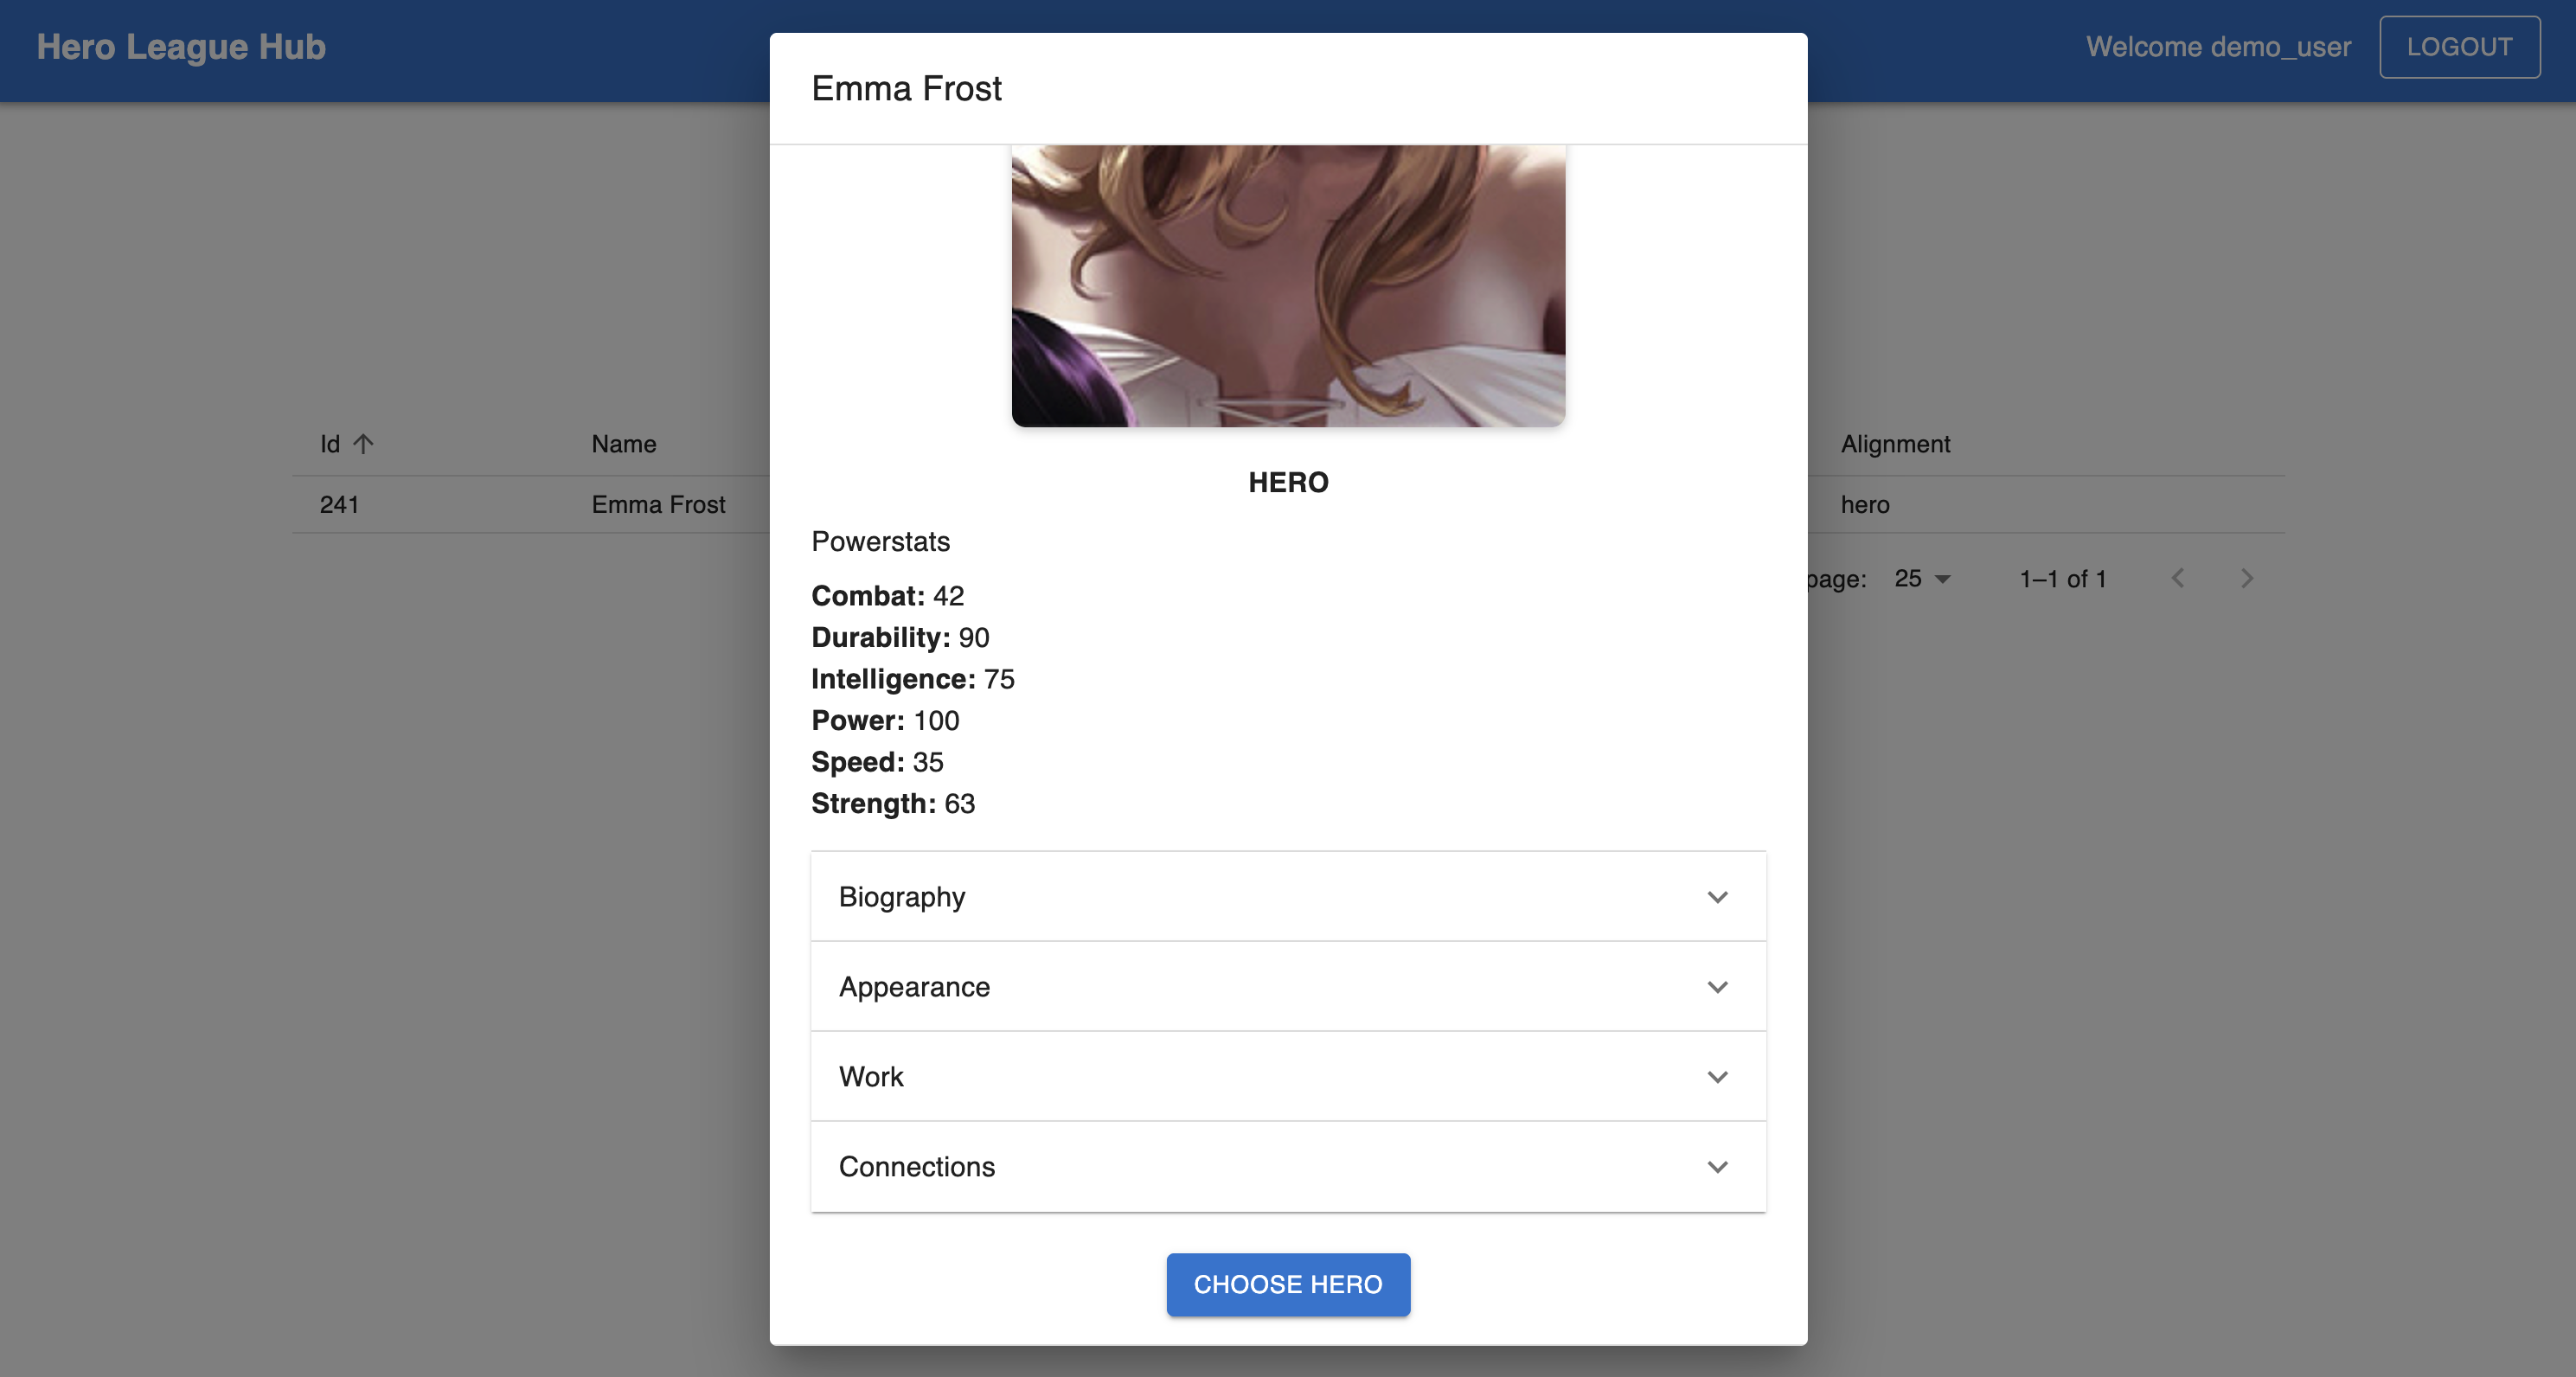 Hero League Hub
Welcome demo_user
LOGOUT
Emma Frost
Id
Name
Alignment
241
Emma Frost
hero
page:
25
1–1 of 1
HERO
Powerstats
Combat: 42
Durability: 90
Intelligence: 75
Power: 100
Speed: 35
Strength: 63
Biography
Appearance
Work
Connections
CHOOSE HERO